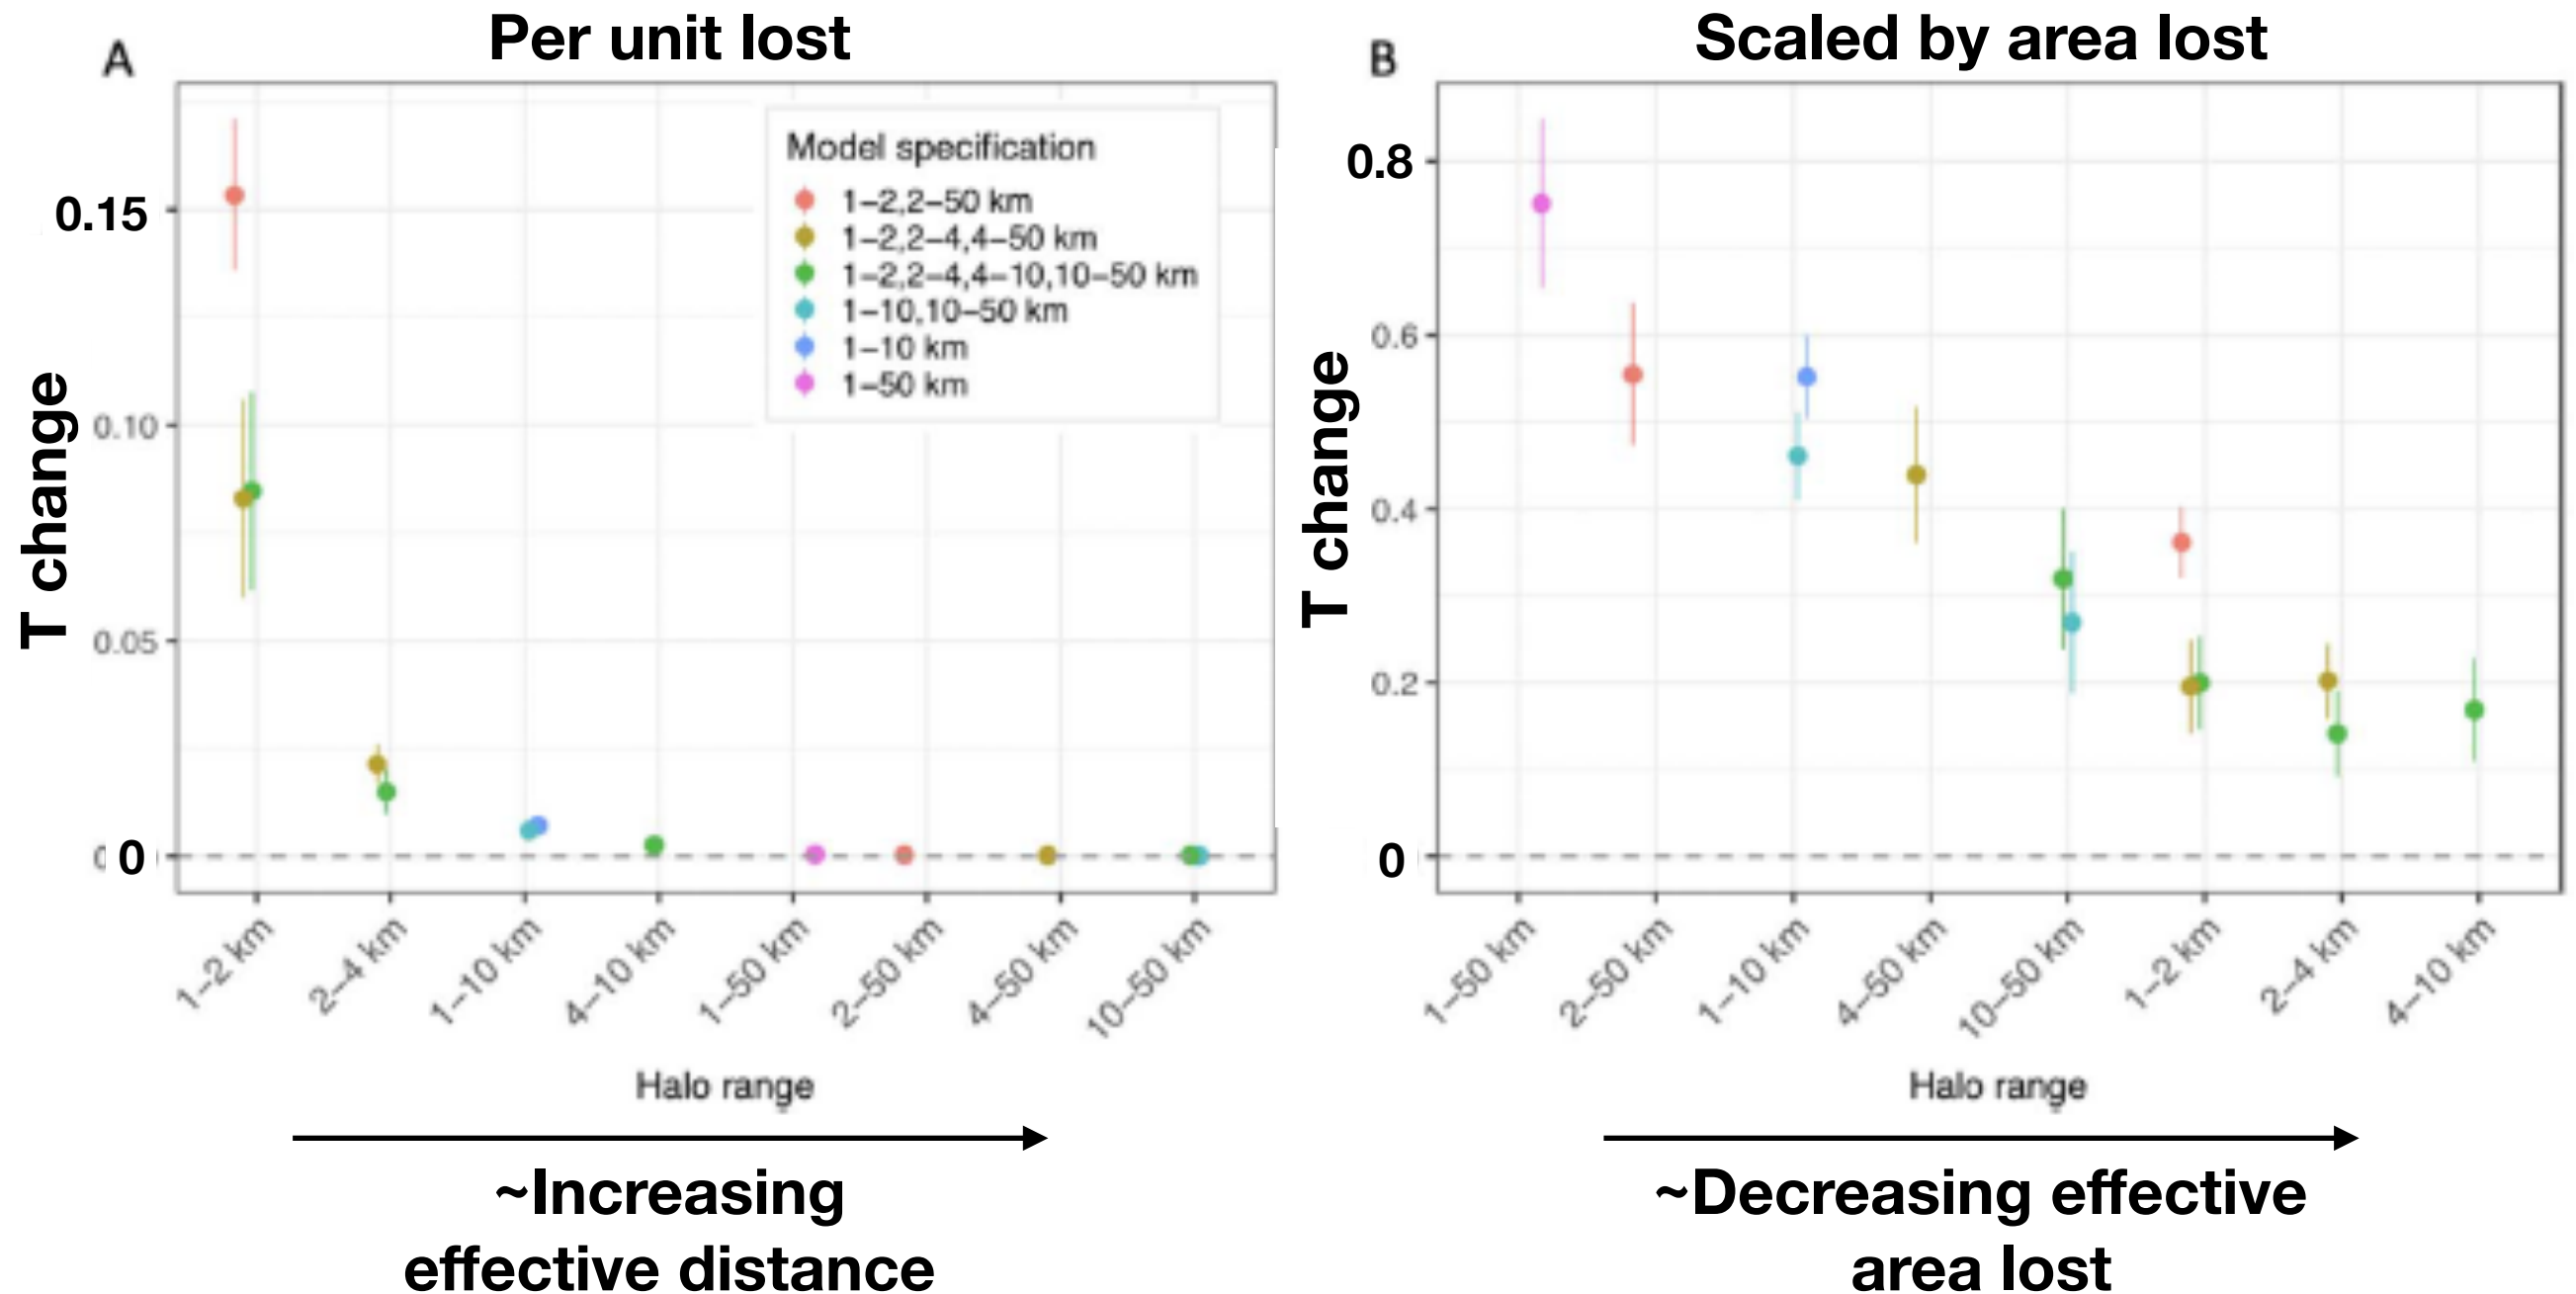 A
Per unit lost
T change
0.15
0.10
0.05
0
Model specification
1–2,2–50 km
1–2,2–4,4–50 km
1–2,2–4,4–10,10–50 km
1–10,10–50 km
1–10 km
1–50 km
1–2 km
2–4 km
1–10 km
4–10 km
1–50 km
2–50 km
4–50 km
10–50 km
Halo range
~Increasing
effective distance
B
Scaled by area lost
T change
0.8
0.6
0.4
0.2
0
1–50 km
2–50 km
1–10 km
4–50 km
10–50 km
1–2 km
2–4 km
4–10 km
Halo range
~Decreasing effective
area lost